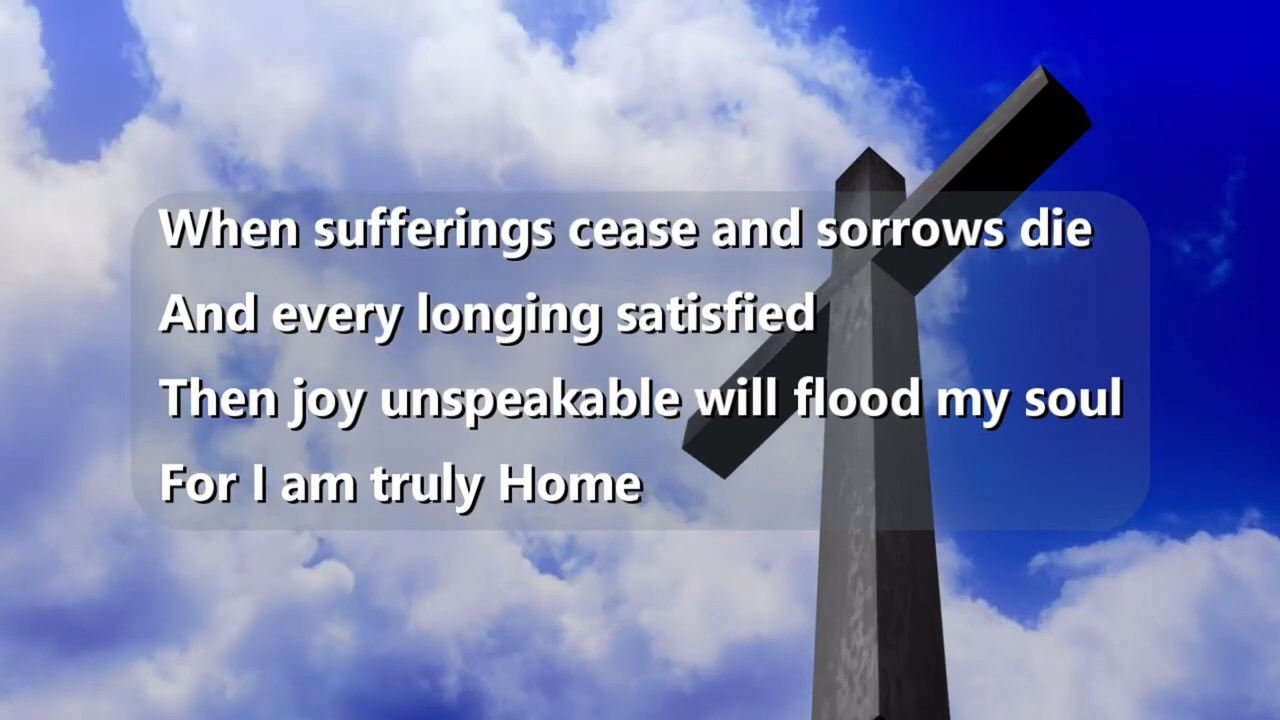 When sufferings cease and sorrows die
And every longing satisfied
Then joy unspeakable will flood my soul
For I am truly Home